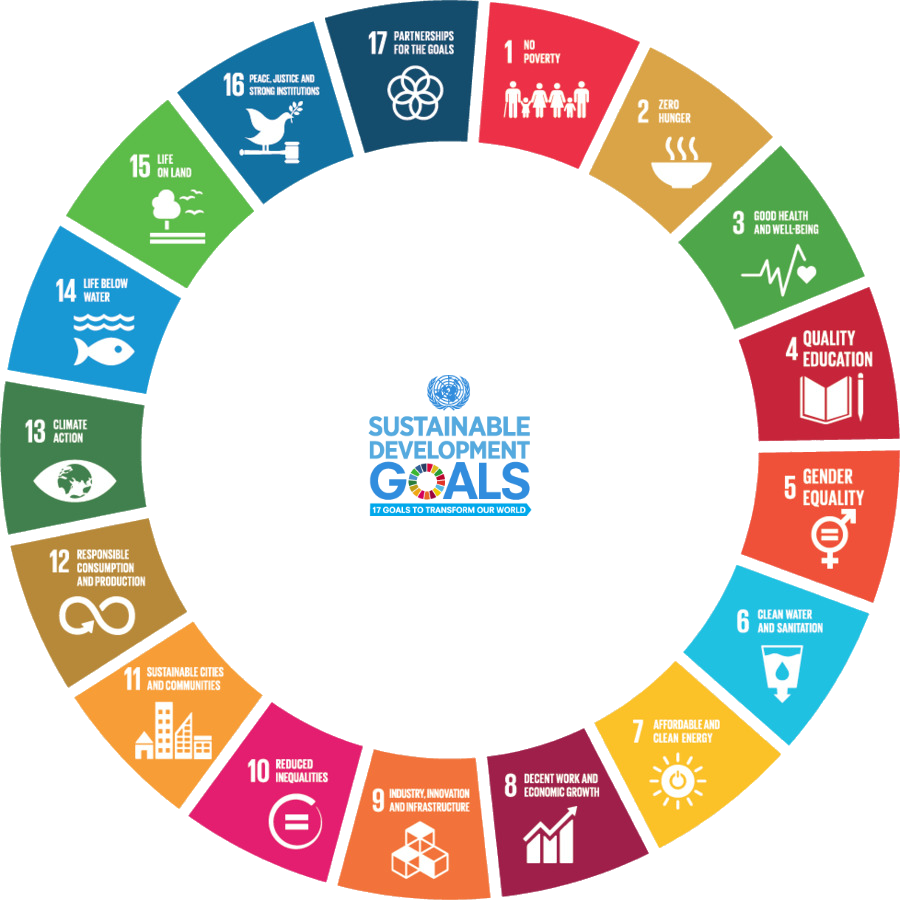 1 NO
POVERTY
2 ZERO
HUNGER
3 GOOD HEALTH
AND WELL-BEING
4 QUALITY
EDUCATION
5 GENDER
EQUALITY
6 CLEAN WATER
AND SANITATION
7 AFFORDABLE AND
CLEAN ENERGY
8 DECENT WORK AND
ECONOMIC GROWTH
9 INDUSTRY, INNOVATION
AND INFRASTRUCTURE
10 REDUCED
INEQUALITIES
11 SUSTAINABLE CITIES
AND COMMUNITIES
12 RESPONSIBLE
CONSUMPTION
AND PRODUCTION
13 CLIMATE
ACTION
14 LIFE BELOW
WATER
15 LIFE
ON LAND
16 PEACE, JUSTICE AND
STRONG INSTITUTIONS
17 PARTNERSHIPS
FOR THE GOALS
SUSTAINABLE
DEVELOPMENT
GOALS
17 GOALS TO TRANSFORM OUR WORLD